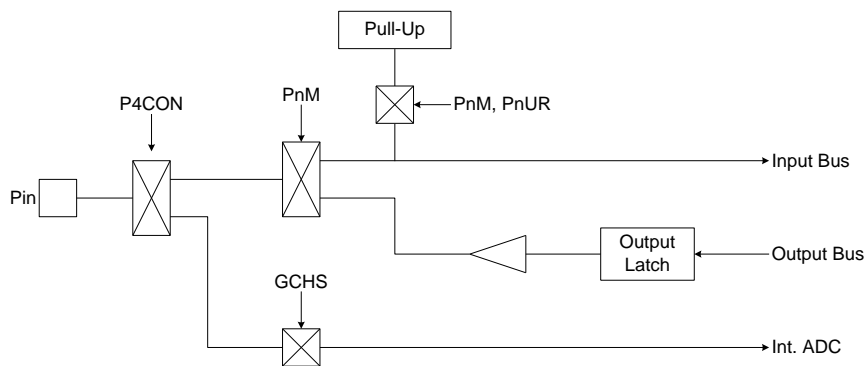 Pull-Up
P4CON
PnM
PnM, PnUR
Input Bus
Pin
Output
Latch
Output Bus
GCHS
Int. ADC